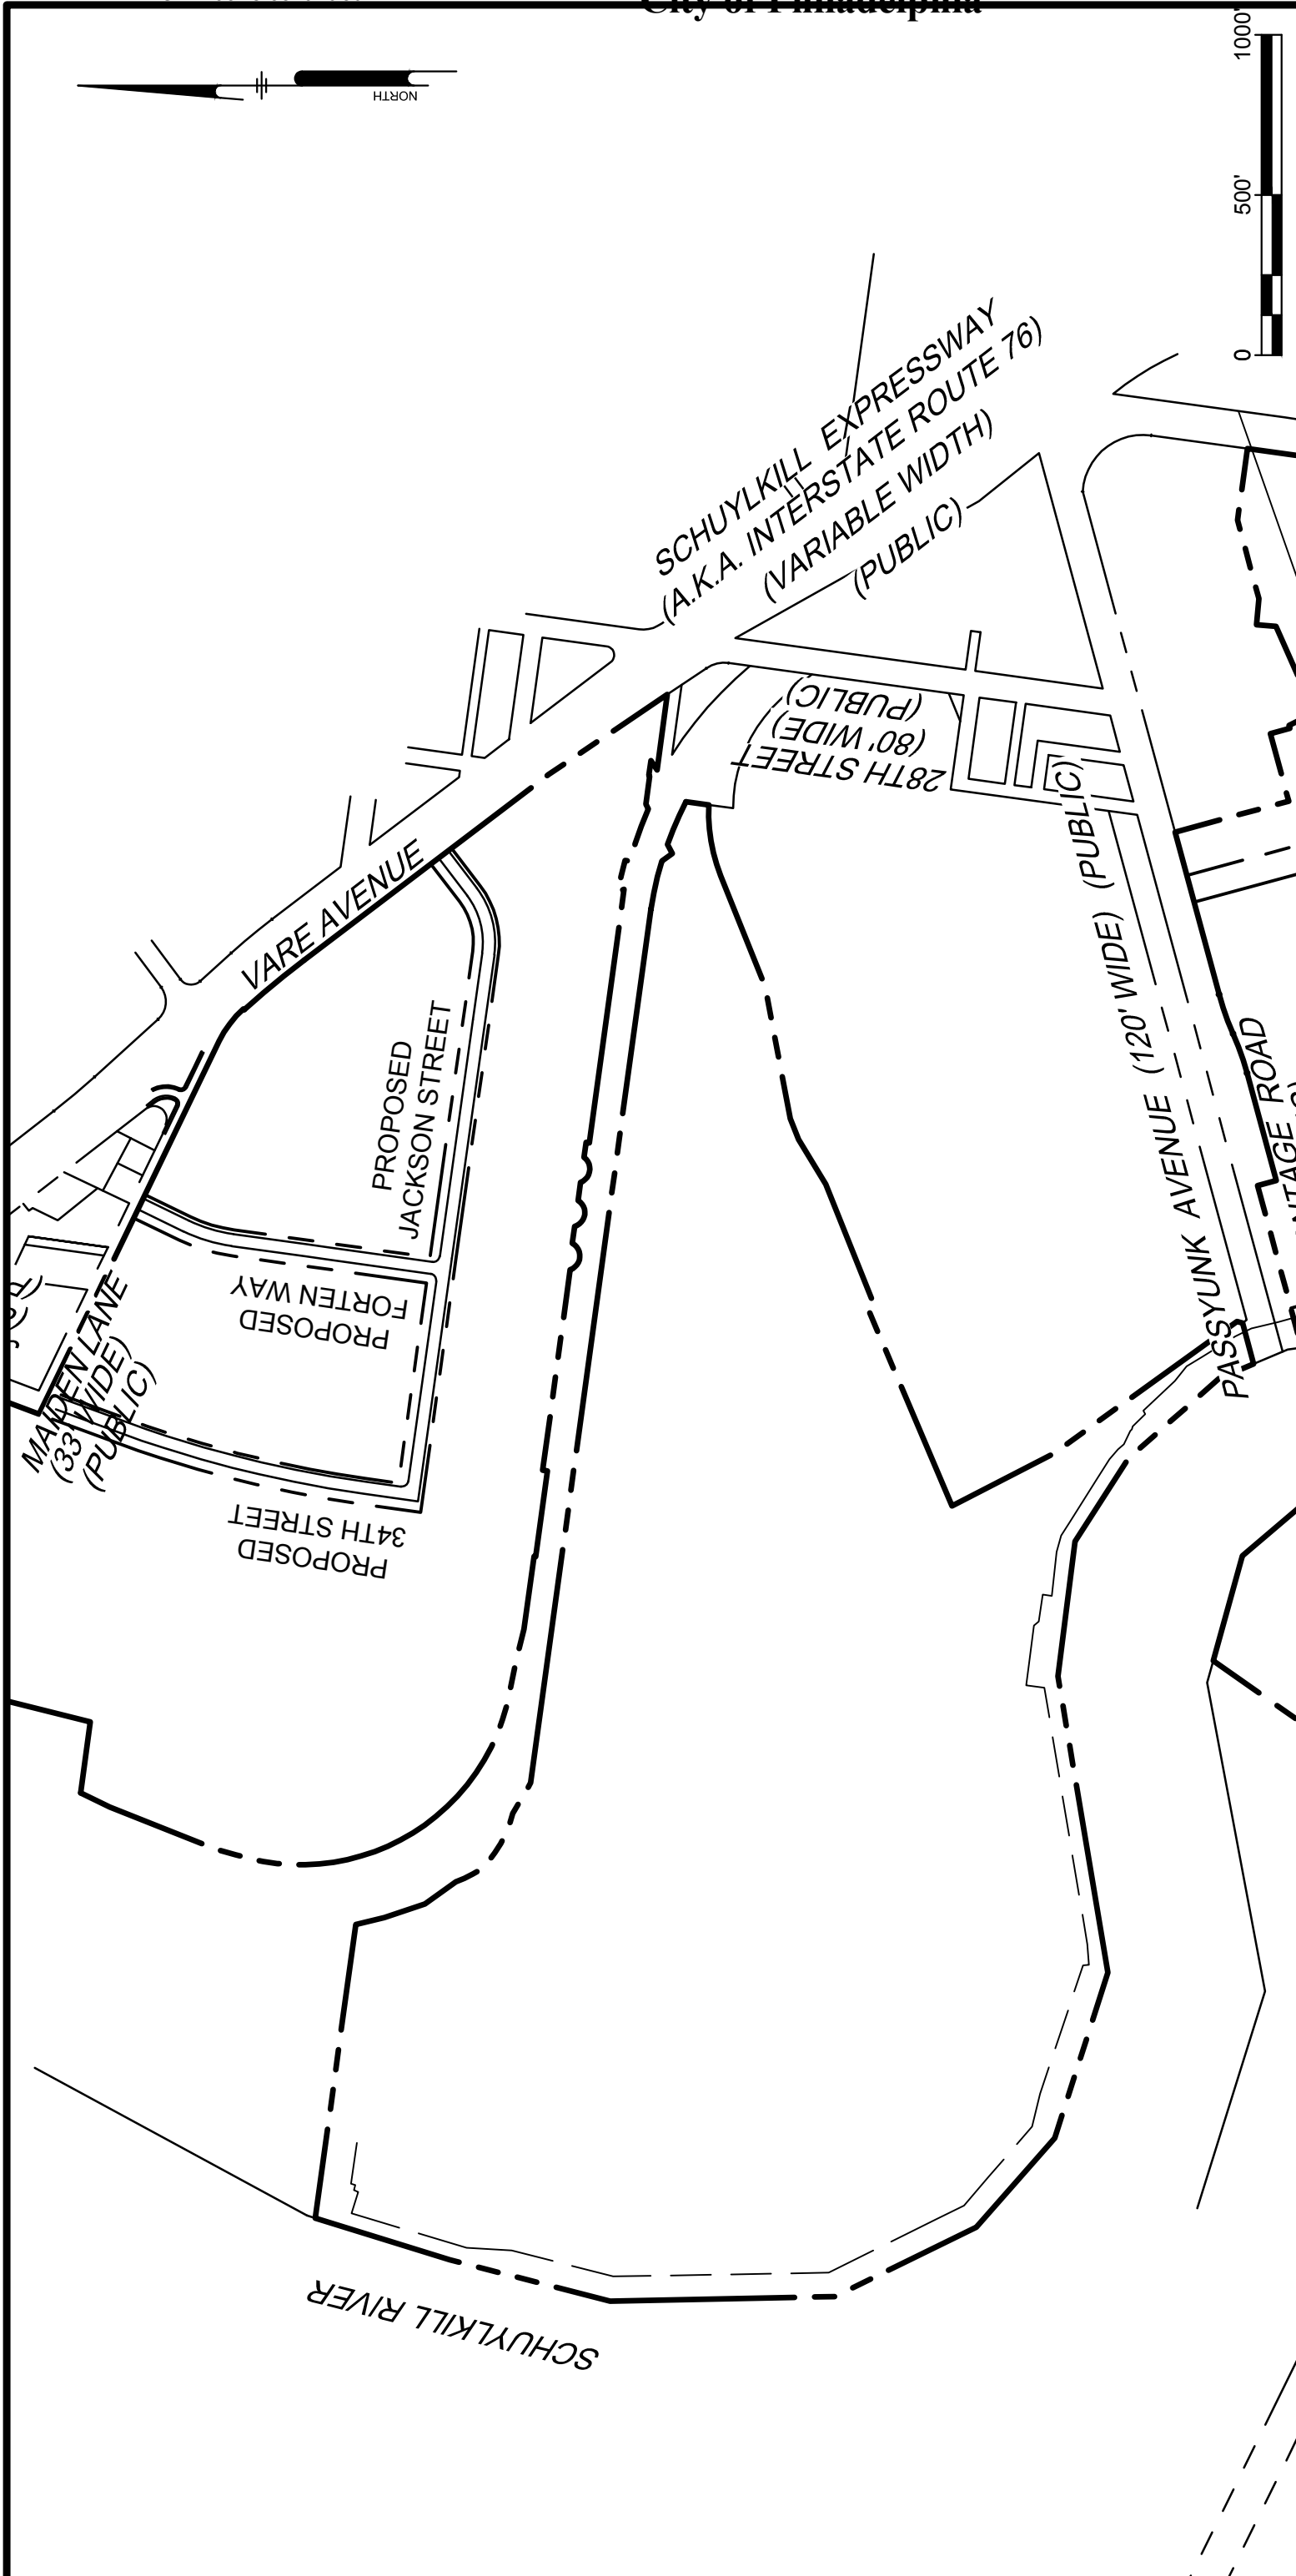 City of Philadelphia
NORTH
1000'
500'
0
SCHUYLKILL EXPRESSWAY
(A.K.A. INTERSTATE ROUTE 76)
(VARIABLE WIDTH)
(PUBLIC)
28TH STREET
(80' WIDE)
(PUBLIC)
VARE AVENUE
PROPOSED
JACKSON STREET
PROPOSED
FORTEN WAY
MAIDEN LANE
(33' WIDE)
(PUBLIC)
PROPOSED
34TH STREET
PASSYUNK AVENUE (120' WIDE) (PUBLIC)
ROAD
SCHUYLKILL RIVER